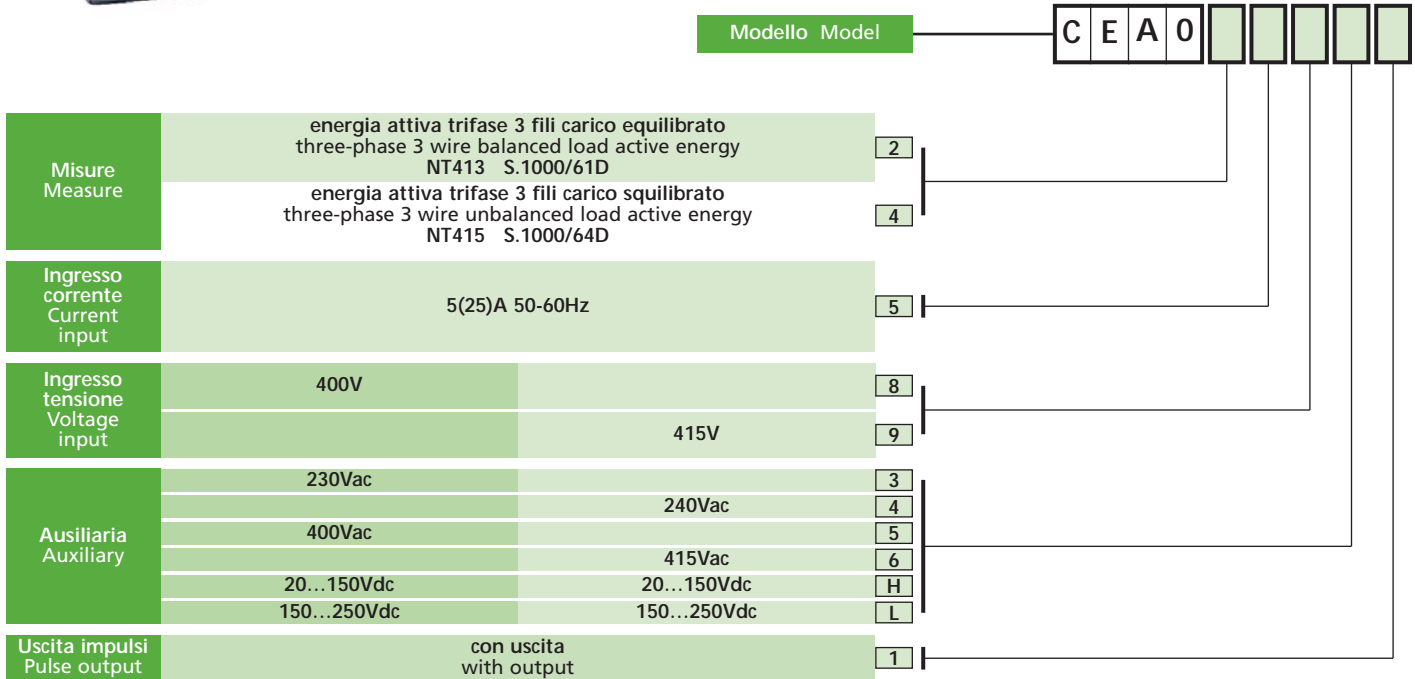 Modello Model
C E A 0
energia attiva trifase 3 fili carico equilibrato
three-phase 3 wire balanced load active energy
NT413 S.1000/61D
2
Misure
Measure
energia attiva trifase 3 fili carico squilibrato
three-phase 3 wire unbalanced load active energy
NT415 S.1000/64D
4
Ingresso
corrente
Current
input
5(25)A 50-60Hz
5
Ingresso
tensione
Voltage
input
400V
8
415V
9
Ausiliaria
Auxiliary
230Vac
3
240Vac
4
400Vac
5
415Vac
6
20...150Vdc 20...150Vdc H
150...250Vdc 150...250Vdc L
Uscita impulsi
Pulse output
con uscita
with output
1